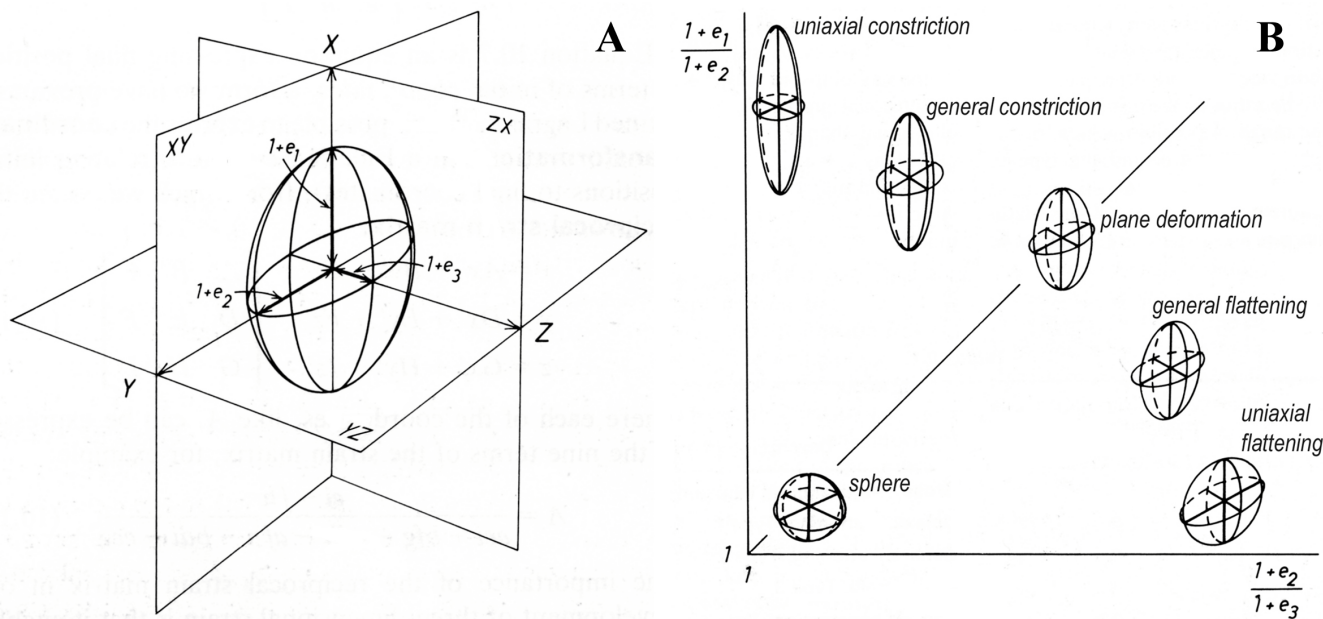 A
X
XY
ZX
1+e₁
1+e₂
1+e₃
Z
Y
YZ
B
1+e₁
1+e₂
uniaxial constriction
general constriction
plane deformation
general flattening
uniaxial
flattening
sphere
1
1
1+e₂
1+e₃